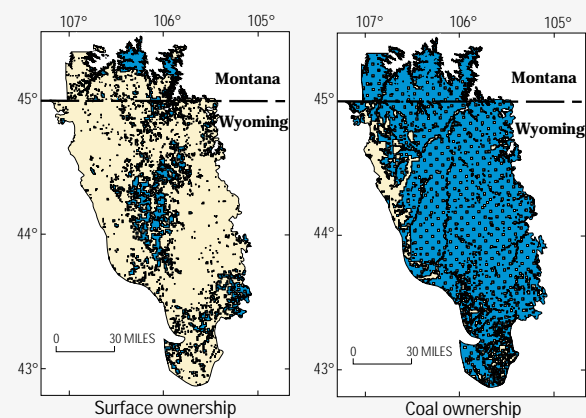 107° 106° 105°
107° 106° 105°
Montana
Wyoming
45°
44°
43°
0 30 MILES
Surface ownership
Montana
Wyoming
45°
44°
43°
0 30 MILES
Coal ownership